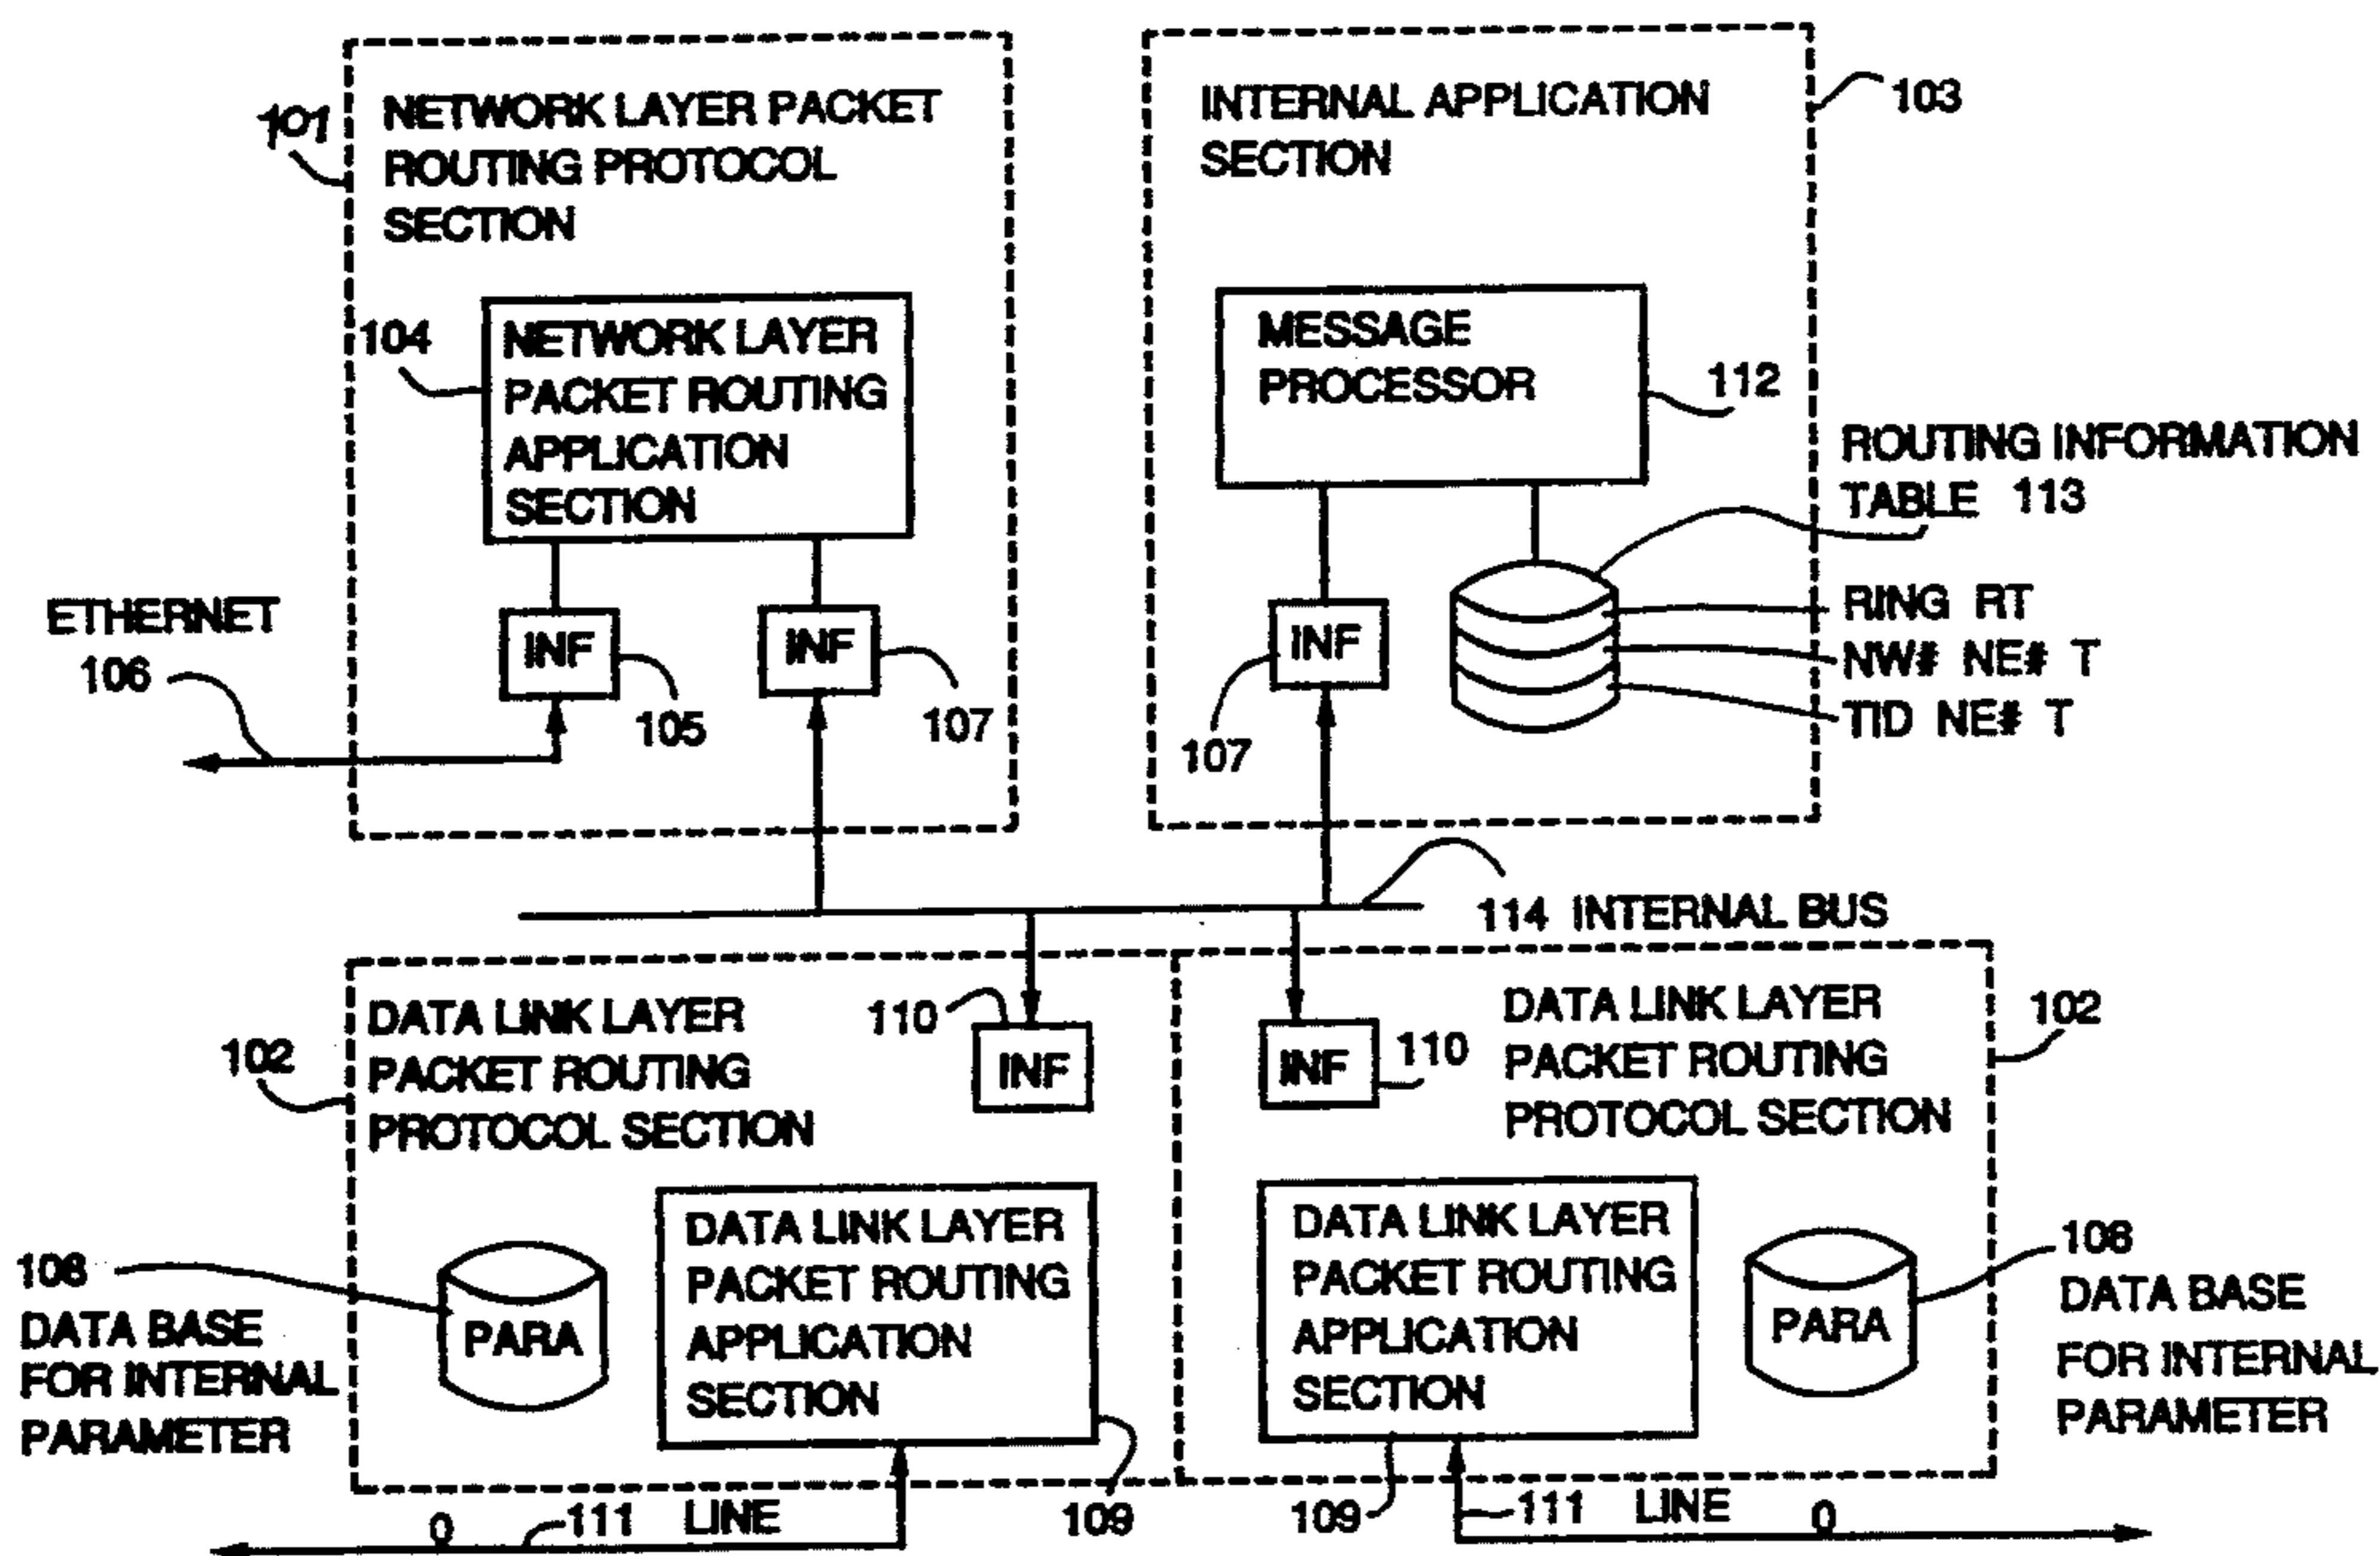 101
NETWORK LAYER PACKET
ROUTING PROTOCOL
SECTION
104
NETWORK LAYER
PACKET ROUTING
APPLICATION
SECTION
ETHERNET
106
INF
105
INF
107
INTERNAL APPLICATION
SECTION
103
MESSAGE
PROCESSOR
112
ROUTING INFORMATION
TABLE 113
INF
107
RING RT
NW# NE# T
TID NE# T
114 INTERNAL BUS
102
DATA LINK LAYER
PACKET ROUTING
PROTOCOL SECTION
110
INF
108
DATA BASE
FOR INTERNAL
PARAMETER
PARA
DATA LINK LAYER
PACKET ROUTING
APPLICATION
SECTION
109
0
111 LINE
INF
110
DATA LINK LAYER
PACKET ROUTING
PROTOCOL SECTION
102
DATA LINK LAYER
PACKET ROUTING
APPLICATION
SECTION
109
PARA
108
DATA BASE
FOR INTERNAL
PARAMETER
111 LINE
0